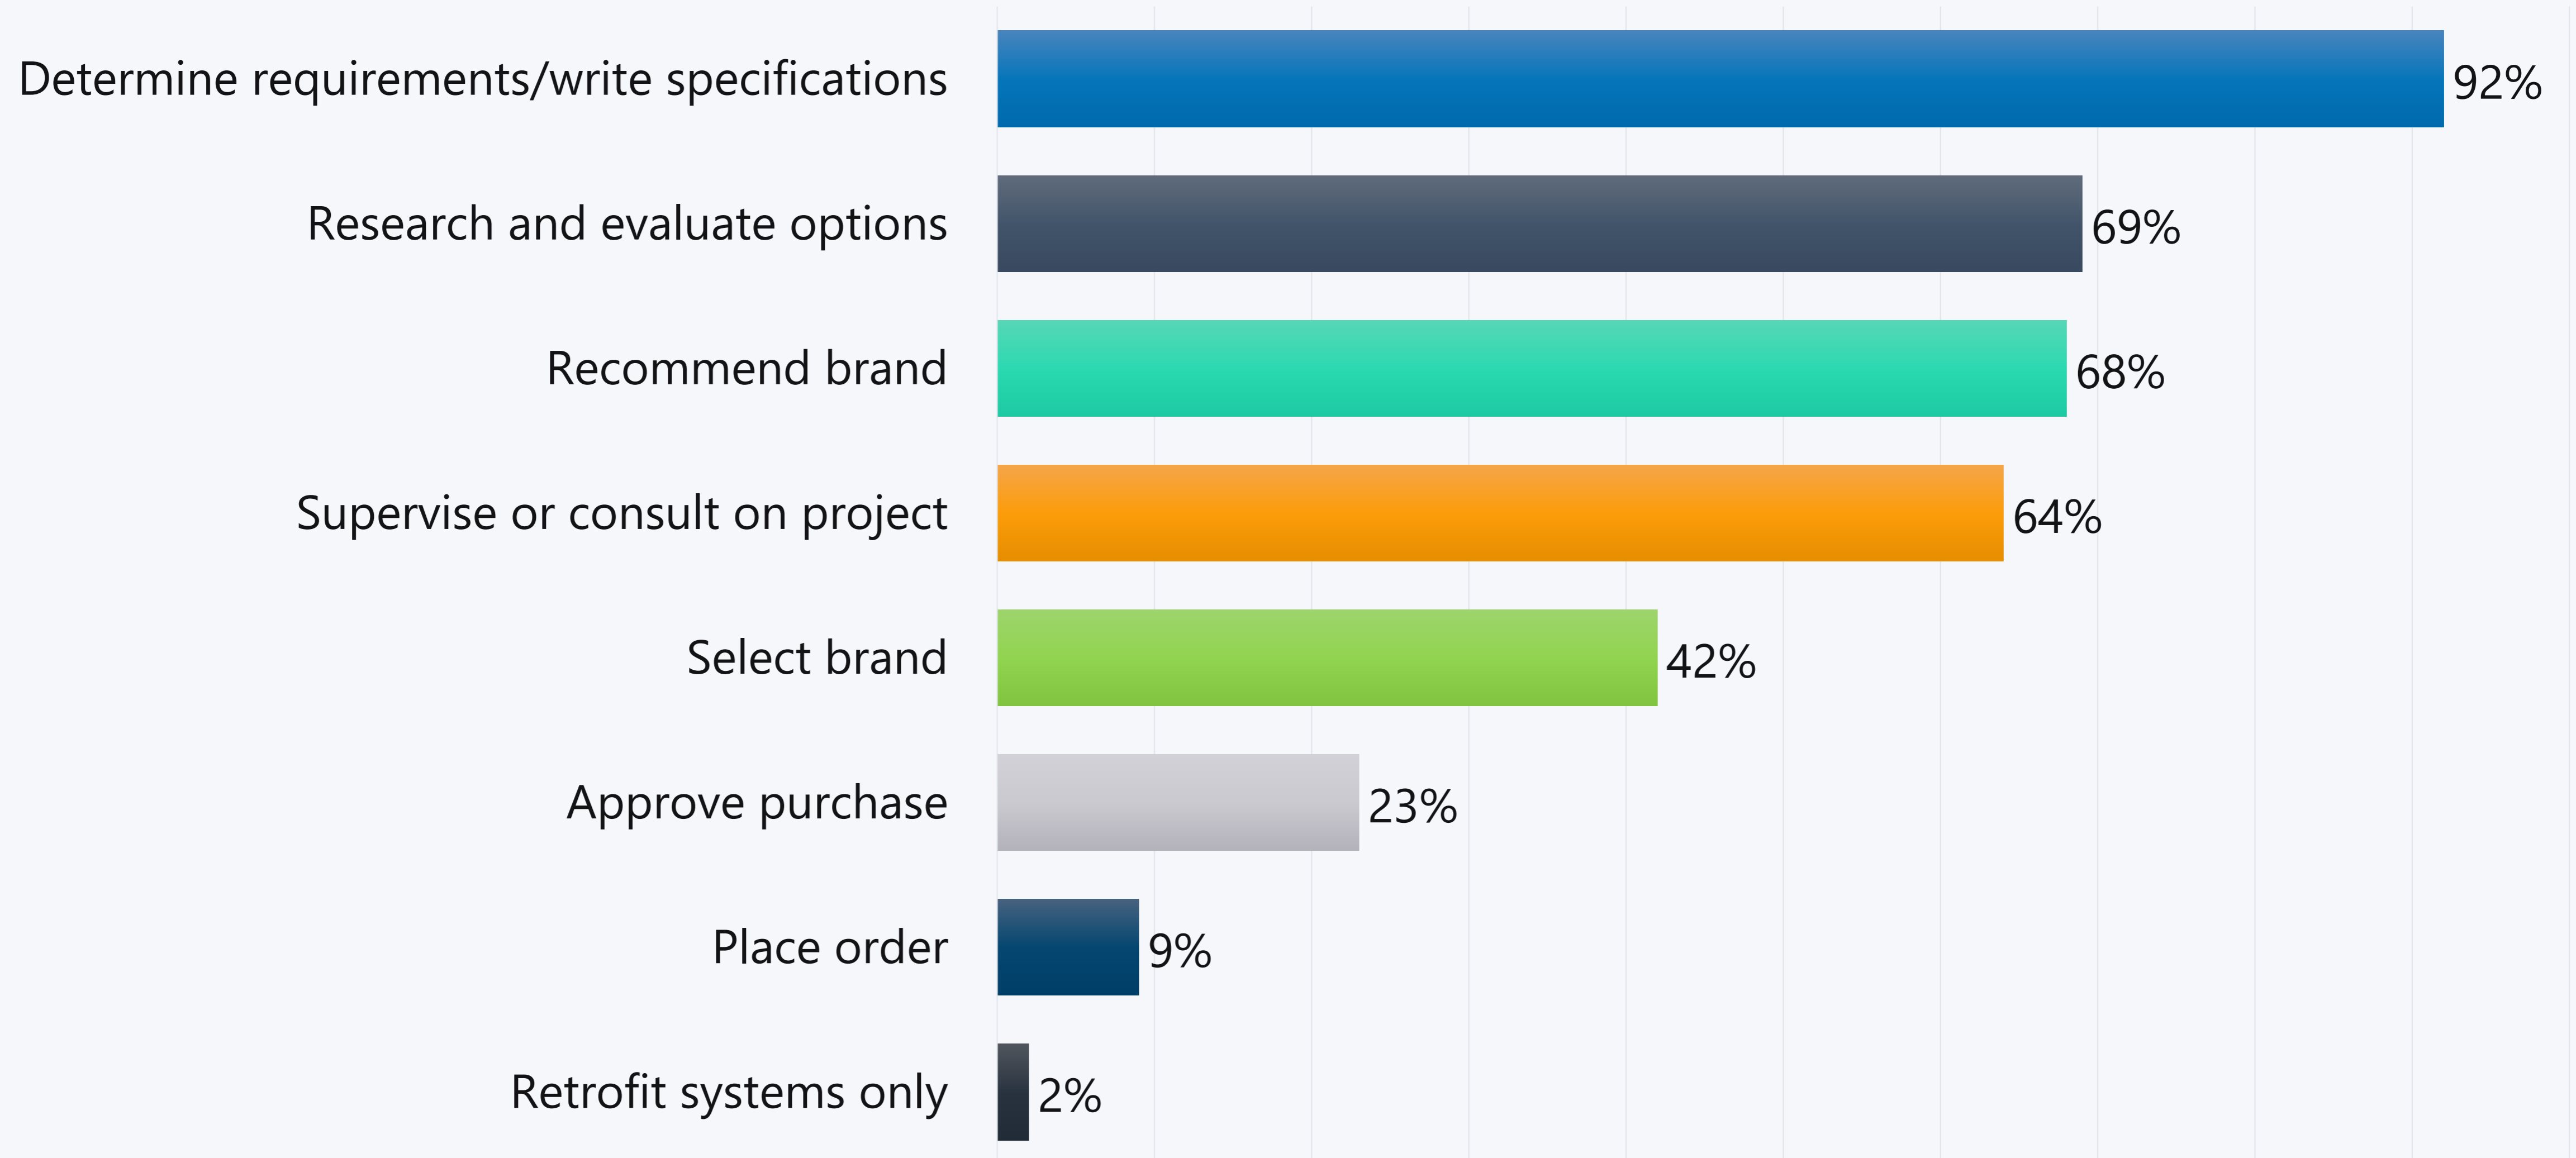 Determine requirements/write specifications 92%
Research and evaluate options 69%
Recommend brand 68%
Supervise or consult on project 64%
Select brand 42%
Approve purchase 23%
Place order 9%
Retrofit systems only 2%